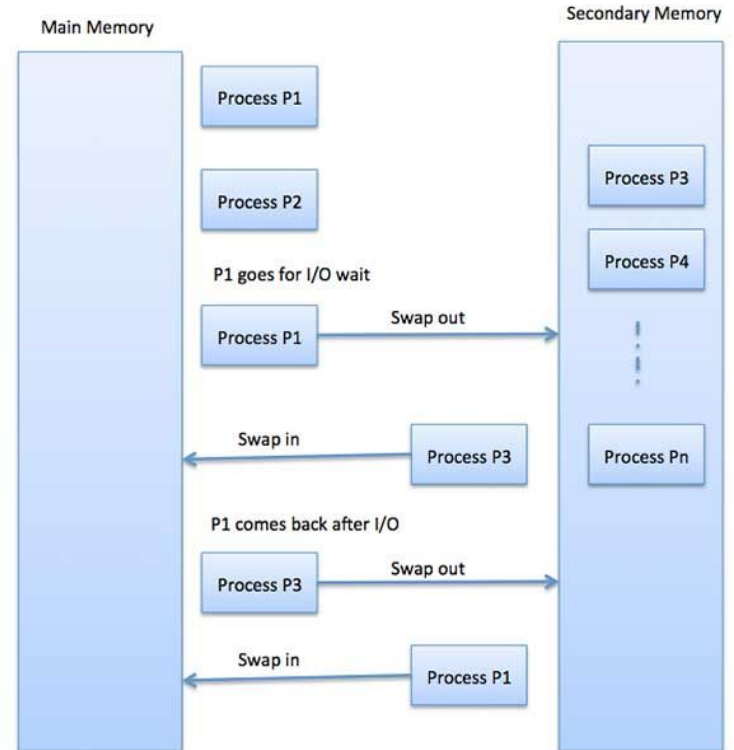 Main Memory
Secondary Memory
Process P1
Process P2
Process P3
Process P4
P1 goes for I/O wait
Process P1
Swap out
Swap in
Process P3
Process Pn
P1 comes back after I/O
Process P3
Swap out
Swap in
Process P1